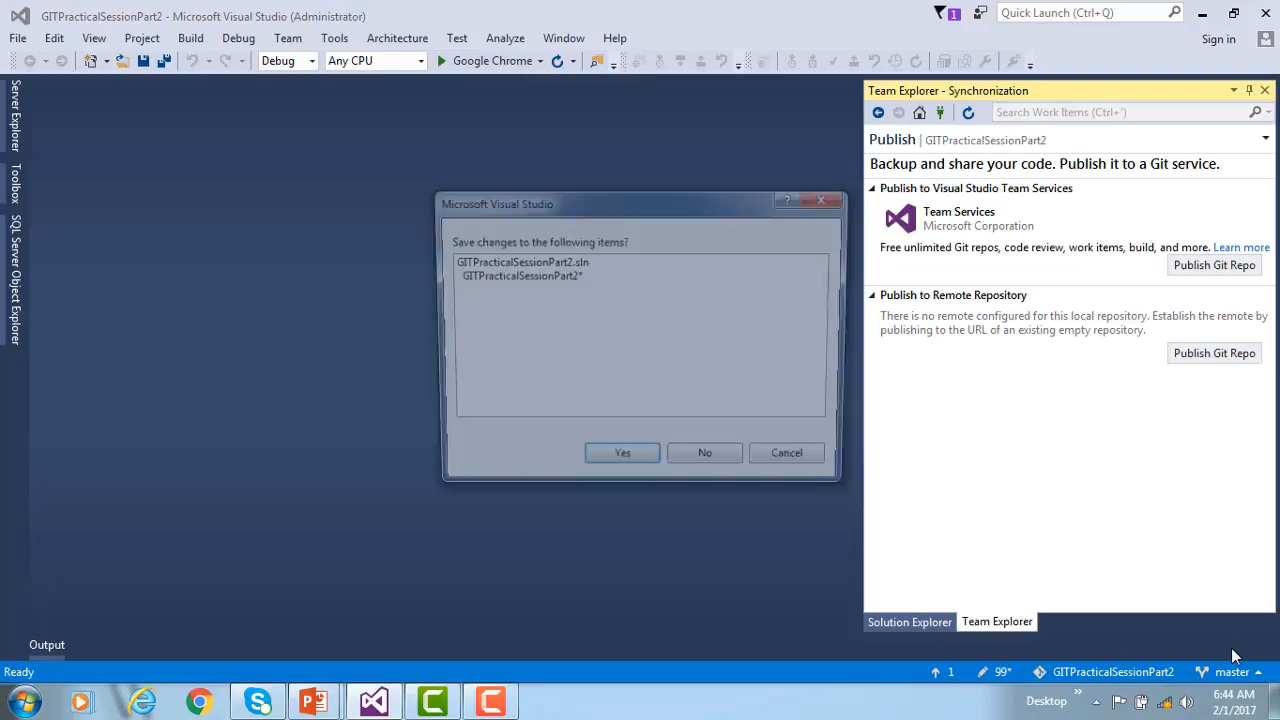 GITPracticalSessionPart2 - Microsoft Visual Studio (Administrator)
1
Quick Launch (Ctrl+Q)
File Edit View Project Build Debug Team Tools Architecture Test Analyze Window Help
Sign in
Debug Any CPU Google Chrome
Server Explorer
Toolbox
SQL Server Object Explorer
Microsoft Visual Studio
?
Save changes to the following items?
GITPracticalSessionPart2.sln
GITPracticalSessionPart2*
Yes No Cancel
Team Explorer - Synchronization
Search Work Items (Ctrl+')
Publish | GITPracticalSessionPart2
Backup and share your code. Publish it to a Git service.
Publish to Visual Studio Team Services
Team Services
Microsoft Corporation
Free unlimited Git repos, code review, work items, build, and more. Learn more
Publish Git Repo
Publish to Remote Repository
There is no remote configured for this local repository. Establish the remote by
publishing to the URL of an existing empty repository.
Publish Git Repo
Solution Explorer Team Explorer
Output
Ready
1 99* GITPracticalSessionPart2 master
Desktop
6:44 AM
2/1/2017